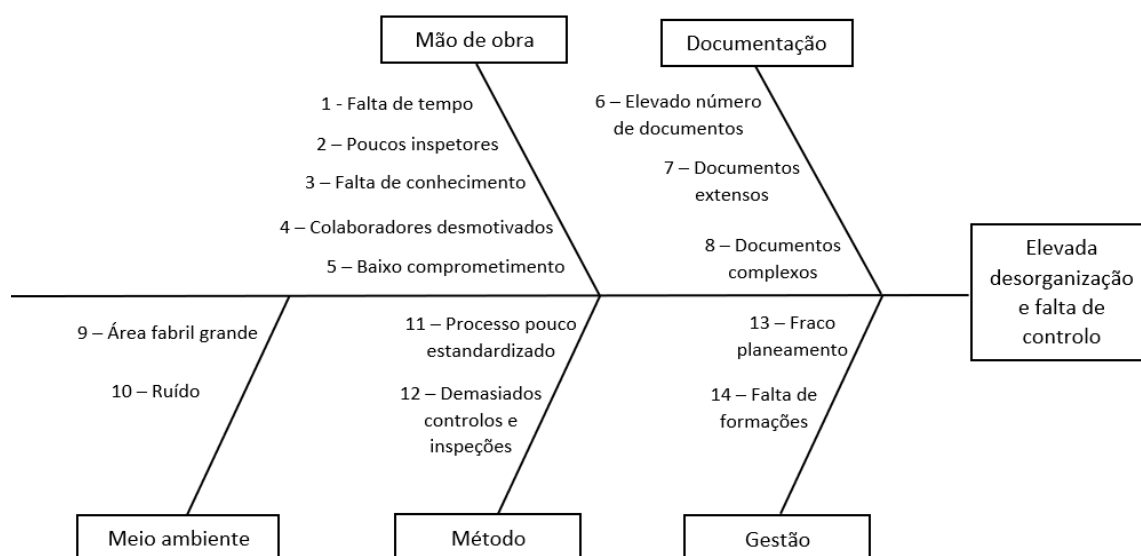 Mão de obra
Documentação
1 - Falta de tempo
2 – Poucos inspetores
3 – Falta de conhecimento
4 – Colaboradores desmotivados
5 – Baixo comprometimento
6 – Elevado número
de documentos
7 – Documentos
extensos
8 – Documentos
complexos
Elevada
desorganização
e falta de
controlo
9 – Área fabril grande
10 – Ruído
11 – Processo pouco
estandardizado
12 – Demasiados
controlos e
inspeções
13 – Fraco
planeamento
14 – Falta de
formações
Meio ambiente
Método
Gestão